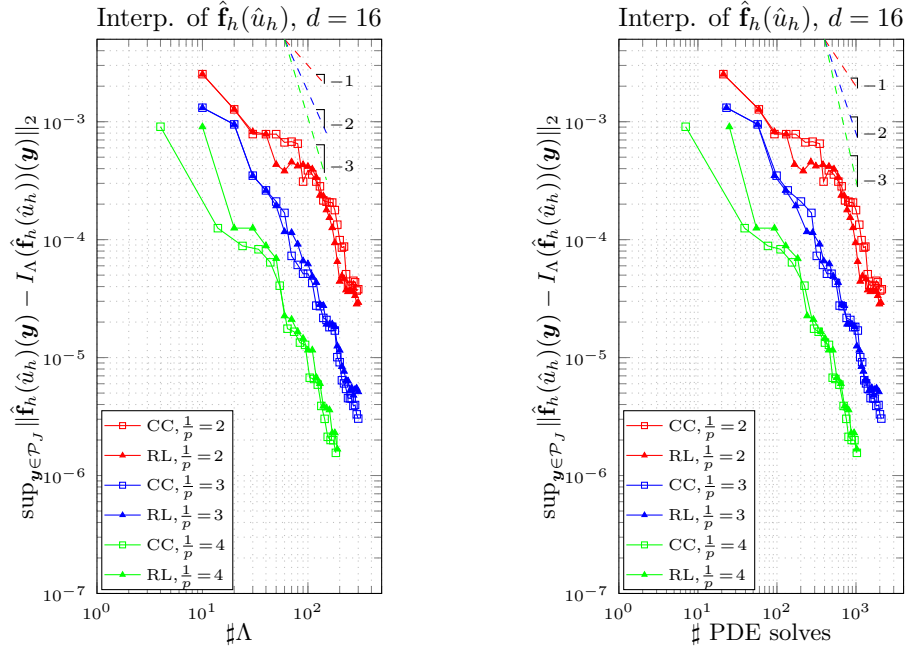 Interp. of f̂_h(û_h), d = 16
sup_{y∈P_J} ||f̂_h(û_h)(y) − I_Λ(f̂_h(û_h))(y)||_2
10^{-3}
10^{-4}
10^{-5}
10^{-6}
10^{-7}
−1
−2
−3
CC, 1/p = 2
RL, 1/p = 2
CC, 1/p = 3
RL, 1/p = 3
CC, 1/p = 4
RL, 1/p = 4
10^0 10^1 10^2
♯Λ
Interp. of f̂_h(û_h), d = 16
sup_{y∈P_J} ||f̂_h(û_h)(y) − I_Λ(f̂_h(û_h))(y)||_2
10^{-3}
10^{-4}
10^{-5}
10^{-6}
10^{-7}
−1
−2
−3
CC, 1/p = 2
RL, 1/p = 2
CC, 1/p = 3
RL, 1/p = 3
CC, 1/p = 4
RL, 1/p = 4
10^0 10^1 10^2 10^3
♯ PDE solves